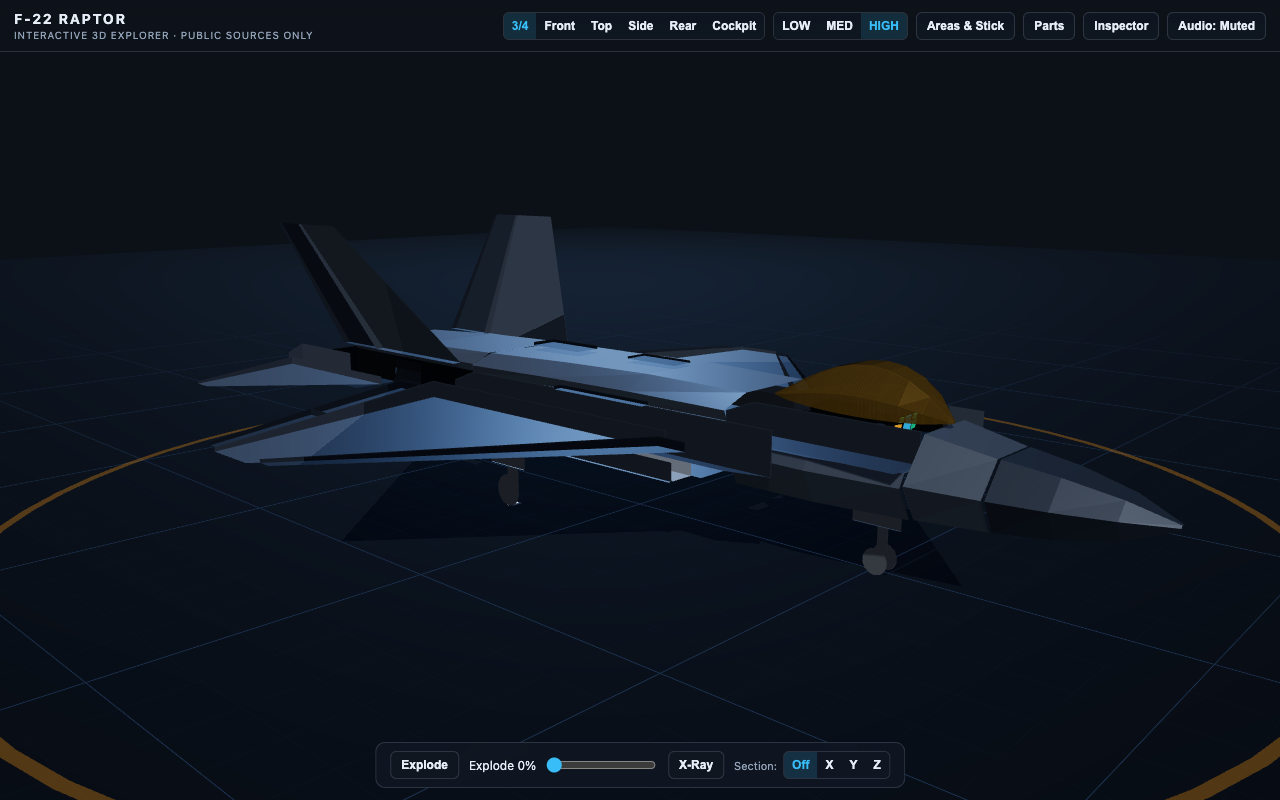 F-22 RAPTOR
INTERACTIVE 3D EXPLORER · PUBLIC SOURCES ONLY
3/4 Front Top Side Rear Cockpit LOW MED HIGH Areas & Stick Parts Inspector Audio: Muted
Explode Explode 0% X-Ray Section: Off X Y Z